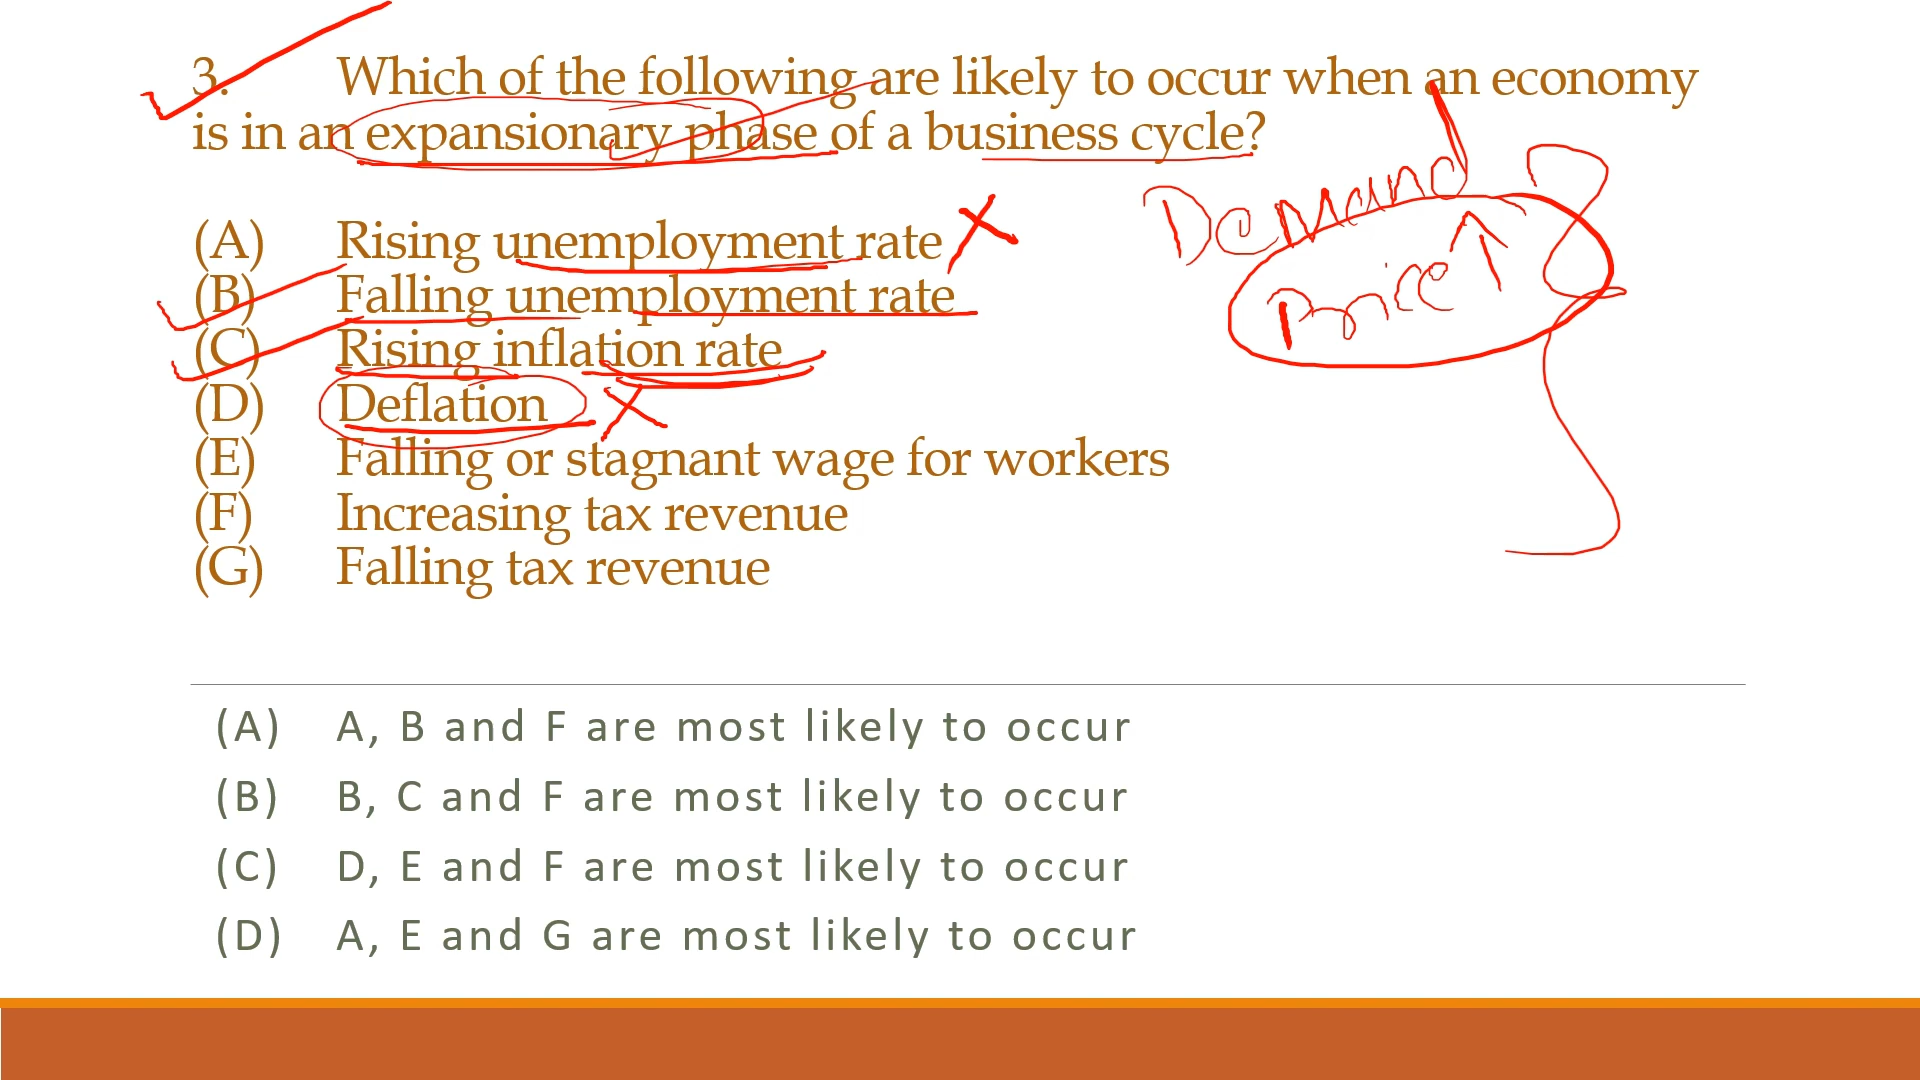 3. Which of the following are likely to occur when an economy
is in an expansionary phase of a business cycle?
Demand
(A) Rising unemployment rate
(B) Falling unemployment rate
Price
(C) Rising inflation rate
(D) Deflation
(E) Falling or stagnant wage for workers
(F) Increasing tax revenue
(G) Falling tax revenue
(A) A, B and F are most likely to occur
(B) B, C and F are most likely to occur
(C) D, E and F are most likely to occur
(D) A, E and G are most likely to occur